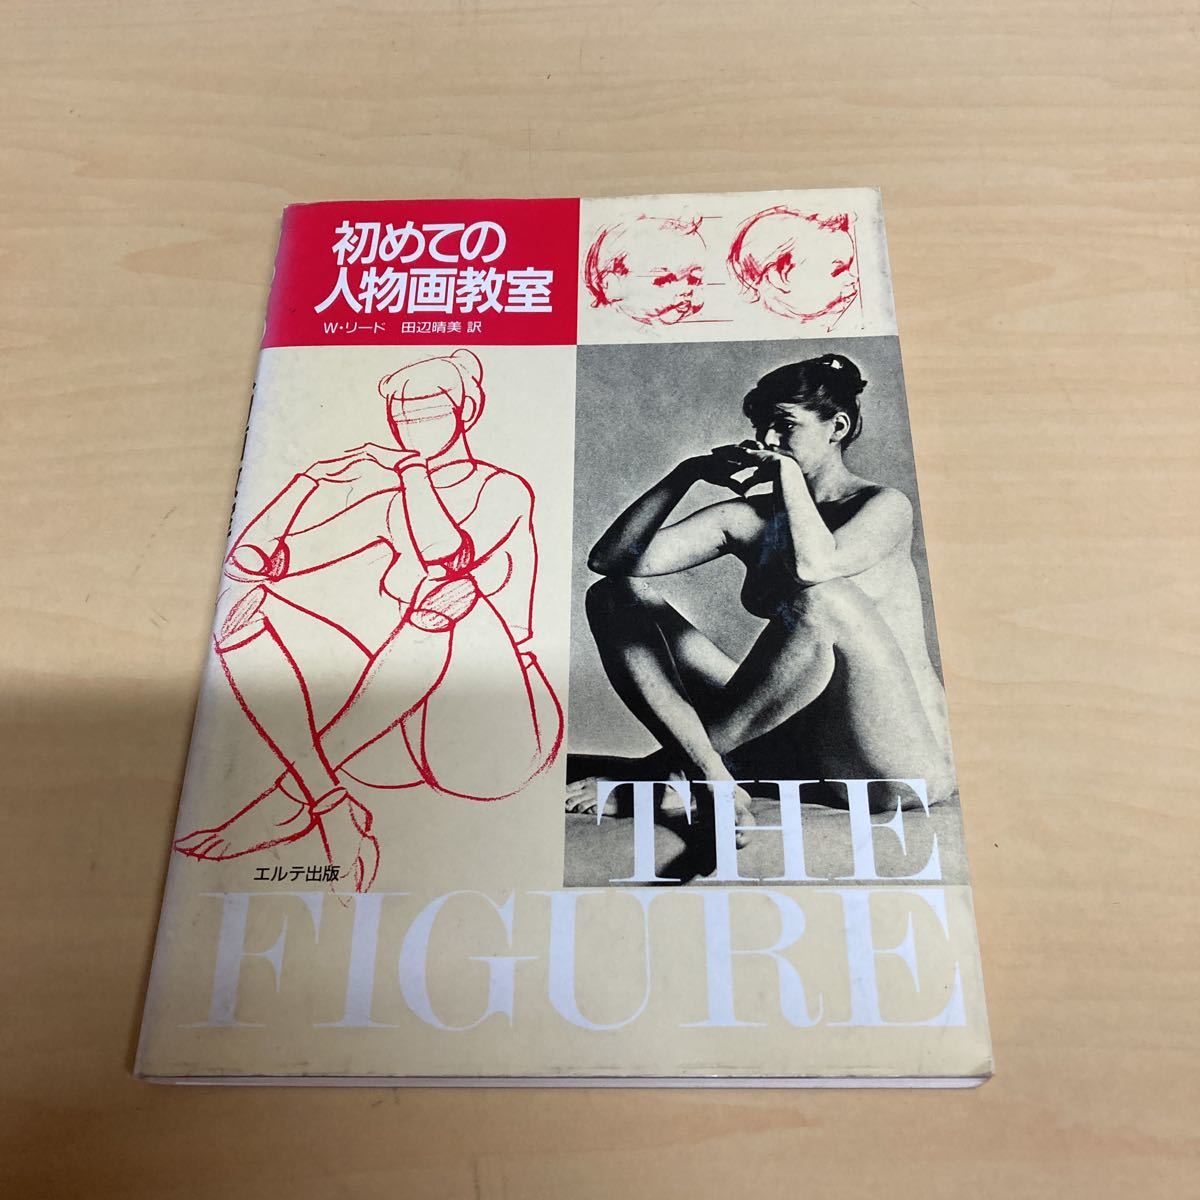 初めての
人物画教室
W・リード 田辺晴美 訳
エルテ出版
THE
FIGURE